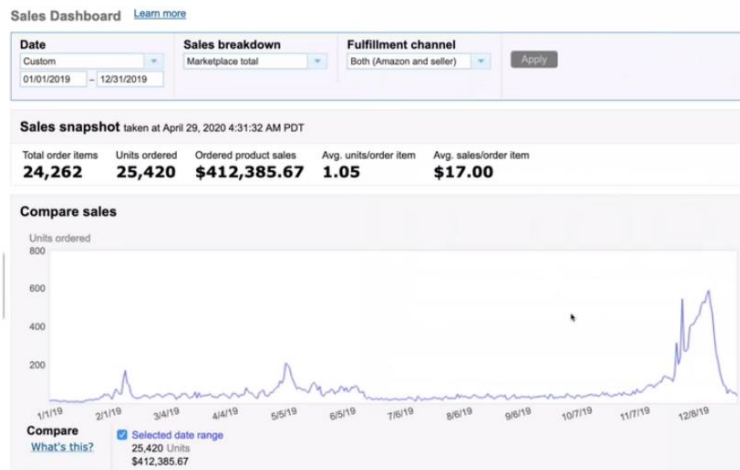 Sales Dashboard Learn more
Date Sales breakdown Fulfillment channel
Custom Marketplace total Both (Amazon and seller) Apply
01/01/2019 – 12/31/2019
Sales snapshot taken at April 29, 2020 4:31:32 AM PDT
Total order items Units ordered Ordered product sales Avg. units/order item Avg. sales/order item
24,262 25,420 $412,385.67 1.05 $17.00
Compare sales
Units ordered
800
600
400
200
1/1/19 2/1/19 3/4/19 4/4/19 5/5/19 6/5/19 7/6/19 8/6/19 9/6/19 10/7/19 11/7/19 12/8/19
Compare Selected date range
What's this? 25,420 Units
$412,385.67